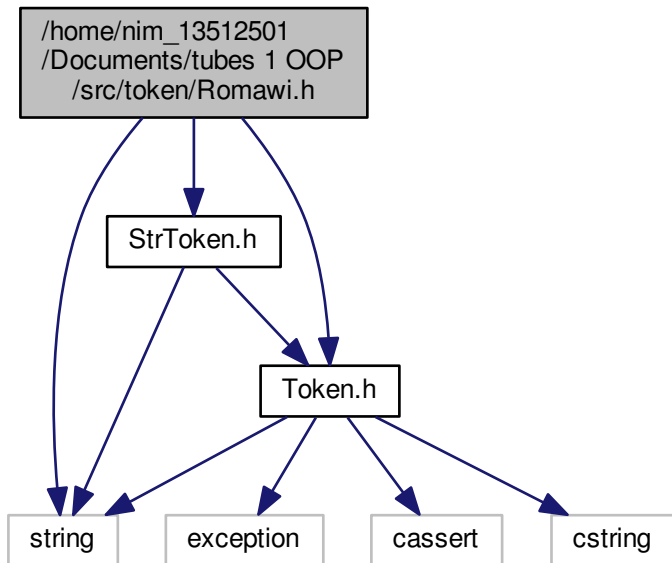 /home/nim_13512501
/Documents/tubes 1 OOP
/src/token/Romawi.h
StrToken.h
Token.h
string
exception
cassert
cstring